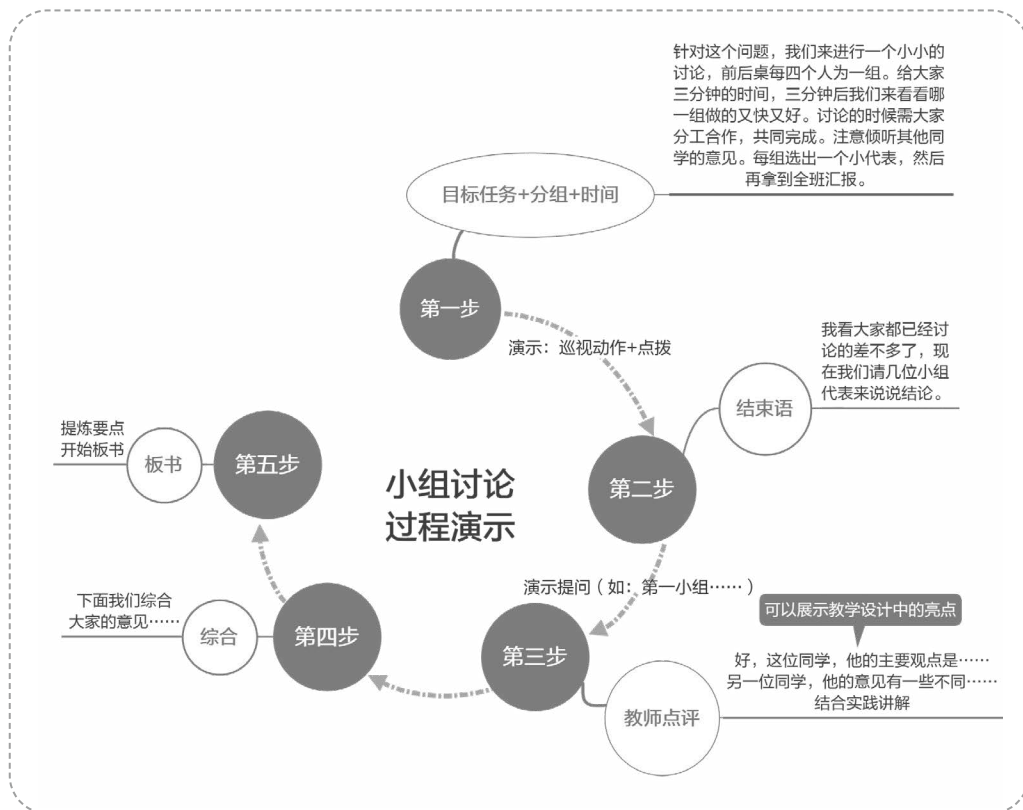 针对这个问题，我们来进行一个小小的
讨论，前后桌每四个人为一组。给大家
三分钟的时间，三分钟后我们来看看哪
一组做的又快又好。讨论的时候需大家
分工合作，共同完成。注意倾听其他同
学的意见。每组选出一个小代表，然后
再拿到全班汇报。
目标任务+分组+时间
第一步
演示：巡视动作+点拨
我看大家都已经讨
论的差不多了，现
在我们请几位小组
代表来说说结论。
结束语
第二步
小组讨论
过程演示
演示提问（如：第一小组……）
可以展示教学设计中的亮点
好，这位同学，他的主要观点是……
另一位同学，他的意见有一些不同……
结合实践讲解
教师点评
第三步
第四步
综合
下面我们综合
大家的意见……
第五步
板书
提炼要点
开始板书